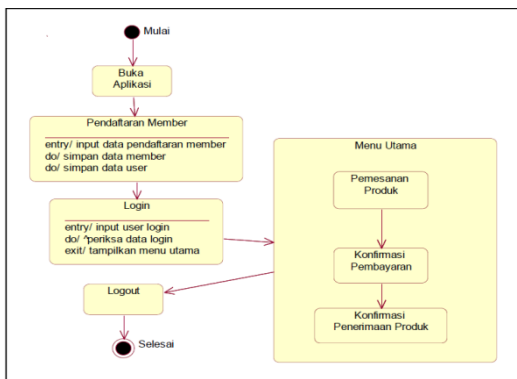 Mulai
Buka
Aplikasi
Pendaftaran Member
entry/ input data pendaftaran member
do/ simpan data member
do/ simpan data user
Login
entry/ input user login
do/ ^periksa data login
exit/ tampilkan menu utama
Menu Utama
Pemesanan
Produk
Konfirmasi
Pembayaran
Konfirmasi
Penerimaan Produk
Logout
Selesai